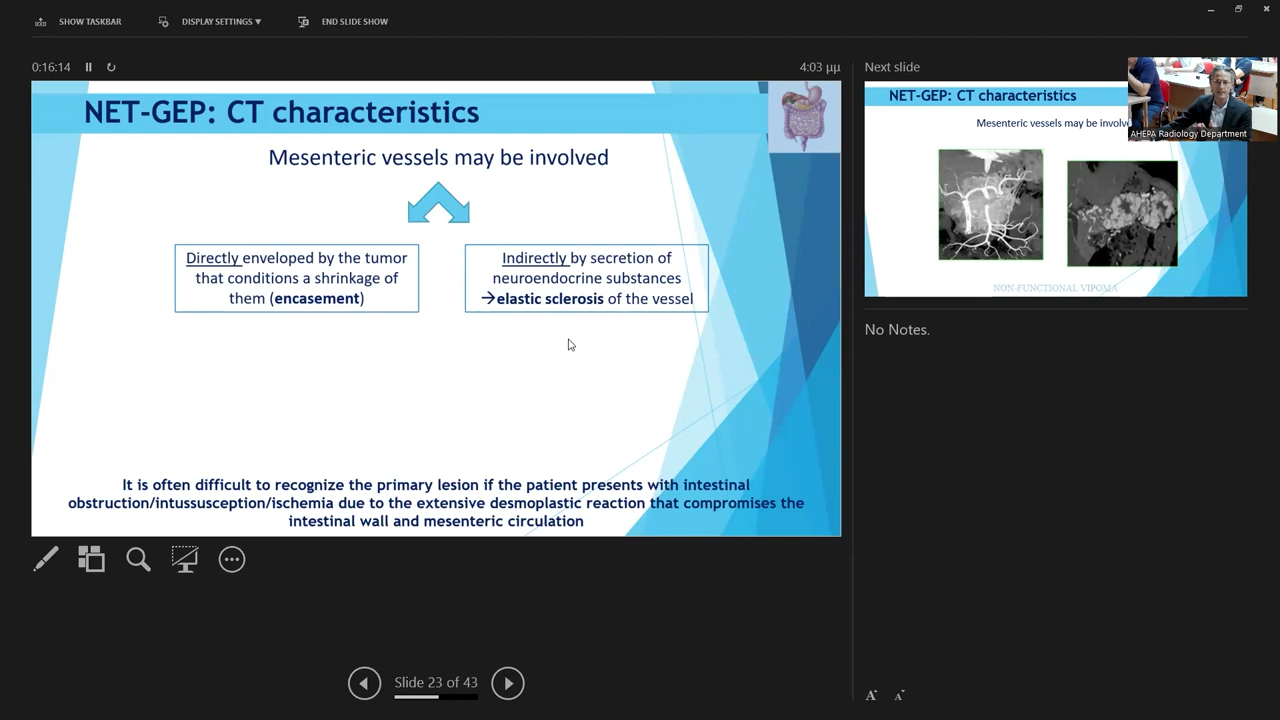 SHOW TASKBAR
DISPLAY SETTINGS ▼
END SLIDE SHOW
0:16:14
4:03 μμ
NET-GEP: CT characteristics
Mesenteric vessels may be involved
Directly enveloped by the tumor
that conditions a shrinkage of
them (encasement)
Indirectly by secretion of
neuroendocrine substances
→elastic sclerosis of the vessel
It is often difficult to recognize the primary lesion if the patient presents with intestinal
obstruction/intussusception/ischemia due to the extensive desmoplastic reaction that compromises the
intestinal wall and mesenteric circulation
Slide 23 of 43
Next slide
NET-GEP: CT characteristics
Mesenteric vessels may be
NON-FUNCTIONAL VIPOMA
AHEPA Radiology Department
No Notes.
A
A